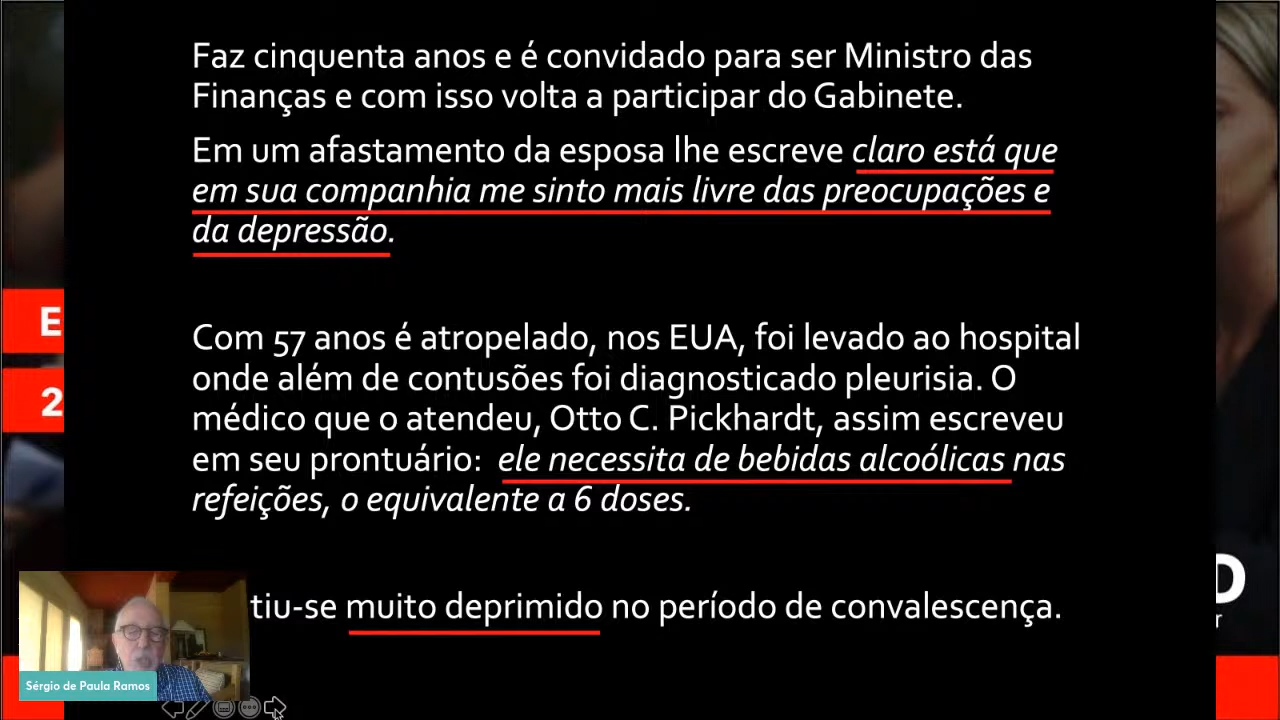 Faz cinquenta anos e é convidado para ser Ministro das
Finanças e com isso volta a participar do Gabinete.
Em um afastamento da esposa lhe escreve claro está que
em sua companhia me sinto mais livre das preocupações e
da depressão.
Com 57 anos é atropelado, nos EUA, foi levado ao hospital
onde além de contusões foi diagnosticado pleurisia. O
médico que o atendeu, Otto C. Pickhardt, assim escreveu
em seu prontuário: ele necessita de bebidas alcoólicas nas
refeições, o equivalente a 6 doses.
tiu-se muito deprimido no período de convalescença.
Sérgio de Paula Ramos
E
2
D
r